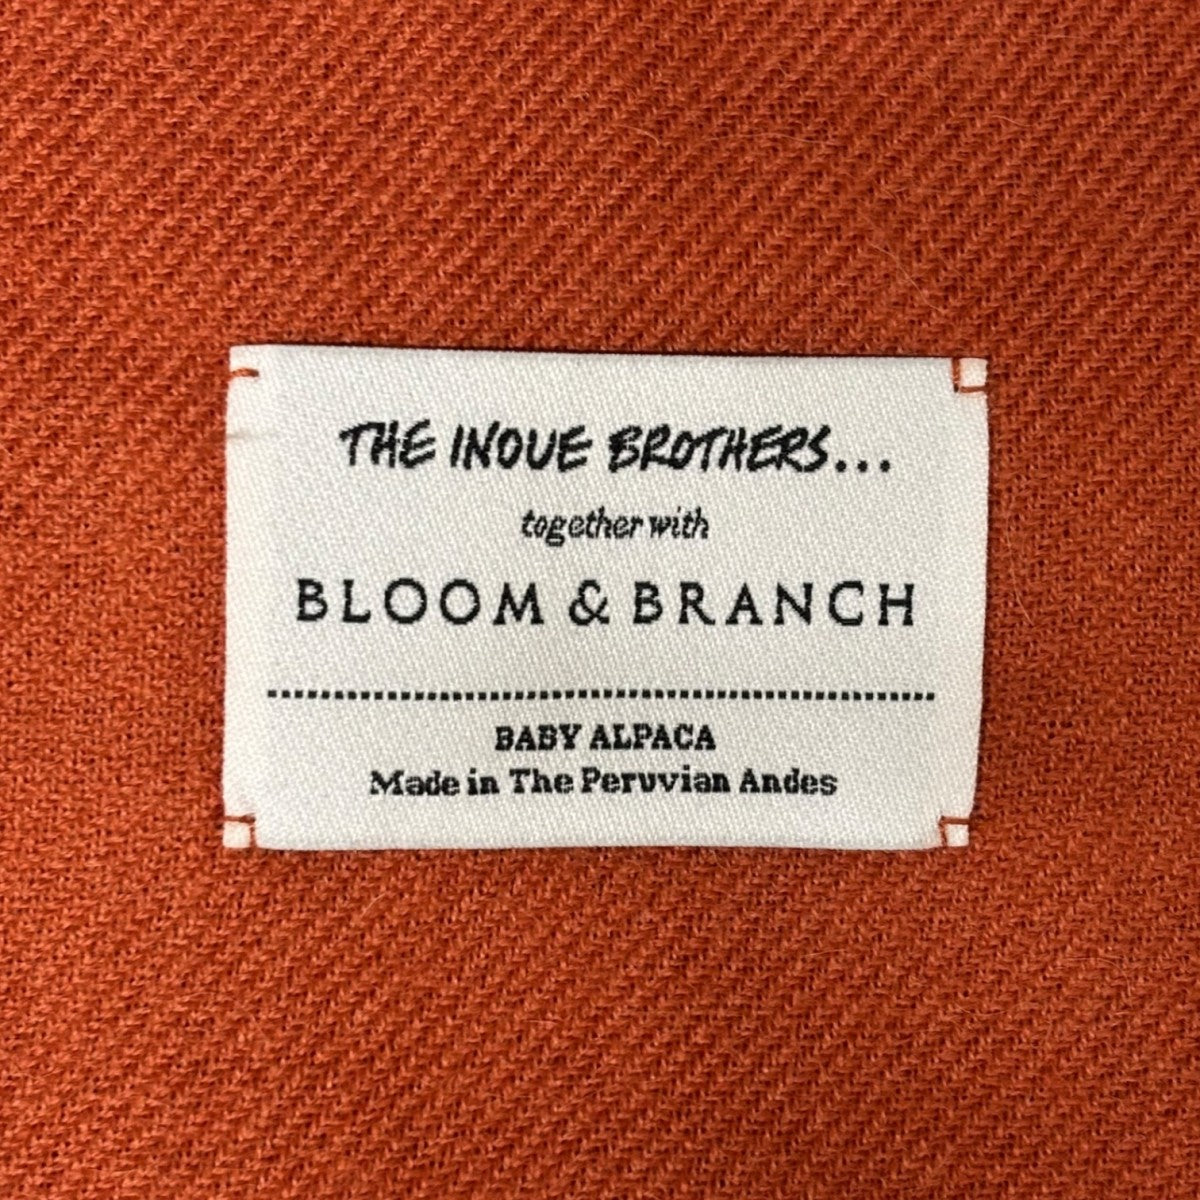 THE INOUE BROTHERS...
together with
BLOOM & BRANCH
BABY ALPACA
Made in The Peruvian Andes